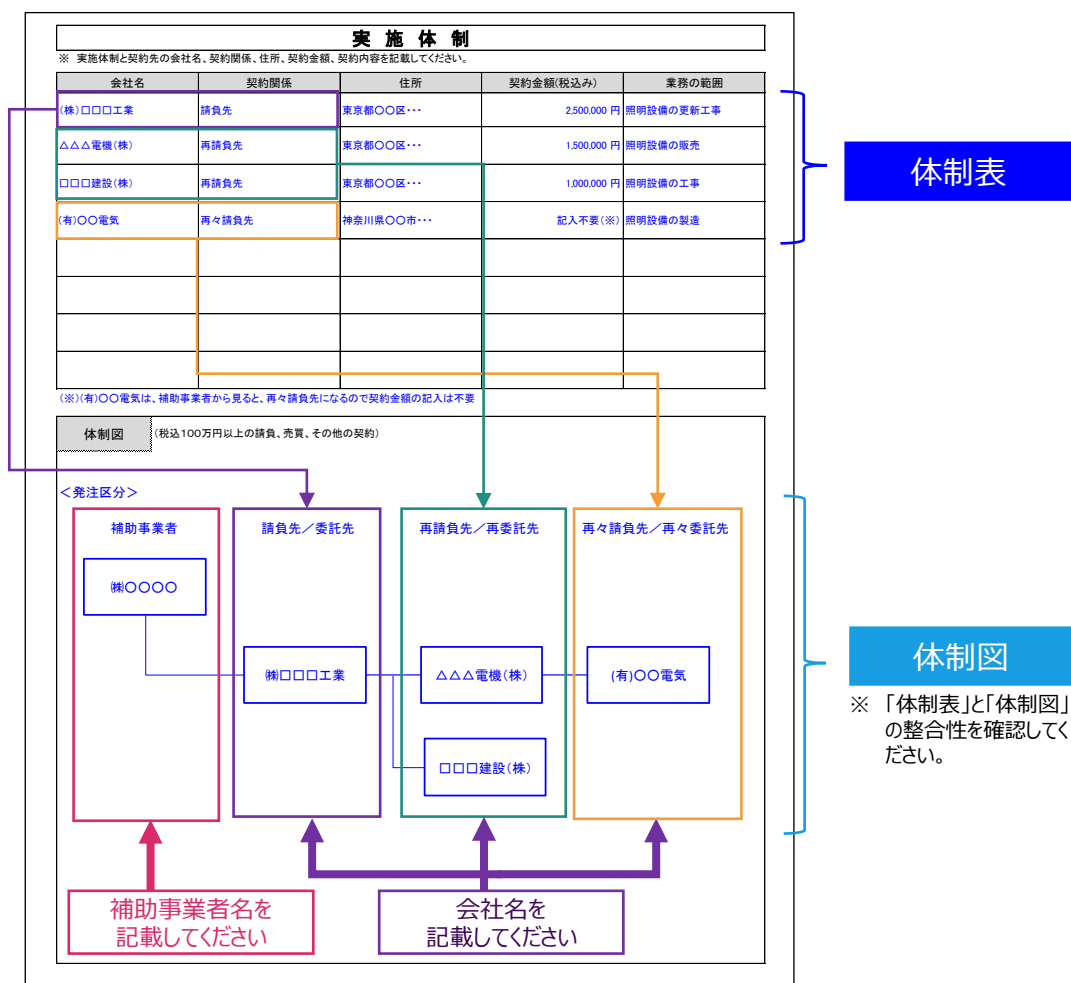 実施体制
※ 実施体制と契約先の会社名、契約関係、住所、契約金額、契約内容を記載してください。
会社名 契約関係 住所 契約金額(税込み) 業務の範囲
(株)□□□工業 請負先 東京都〇〇区・・・ 2,500,000 円 照明設備の更新工事
△△△電機(株) 再請負先 東京都〇〇区・・・ 1,500,000 円 照明設備の販売
□□□建設(株) 再請負先 東京都〇〇区・・・ 1,000,000 円 照明設備の工事
(有)〇〇電気 再々請負先 神奈川県〇〇市・・・ 記入不要(※) 照明設備の製造
(※)(有)〇〇電気は、補助事業者から見ると、再々請負先になるので契約金額の記入は不要
体制表
体制図 (税込100万円以上の請負、売買、その他の契約)
＜発注区分＞
補助事業者 請負先／委託先 再請負先／再委託先 再々請負先／再々委託先
㈱〇〇〇〇
㈱□□□工業 △△△電機(株) (有)〇〇電気
□□□建設(株)
体制図
※ 「体制表」と「体制図」
の整合性を確認してく
ださい。
補助事業者名を
記載してください
会社名を
記載してください